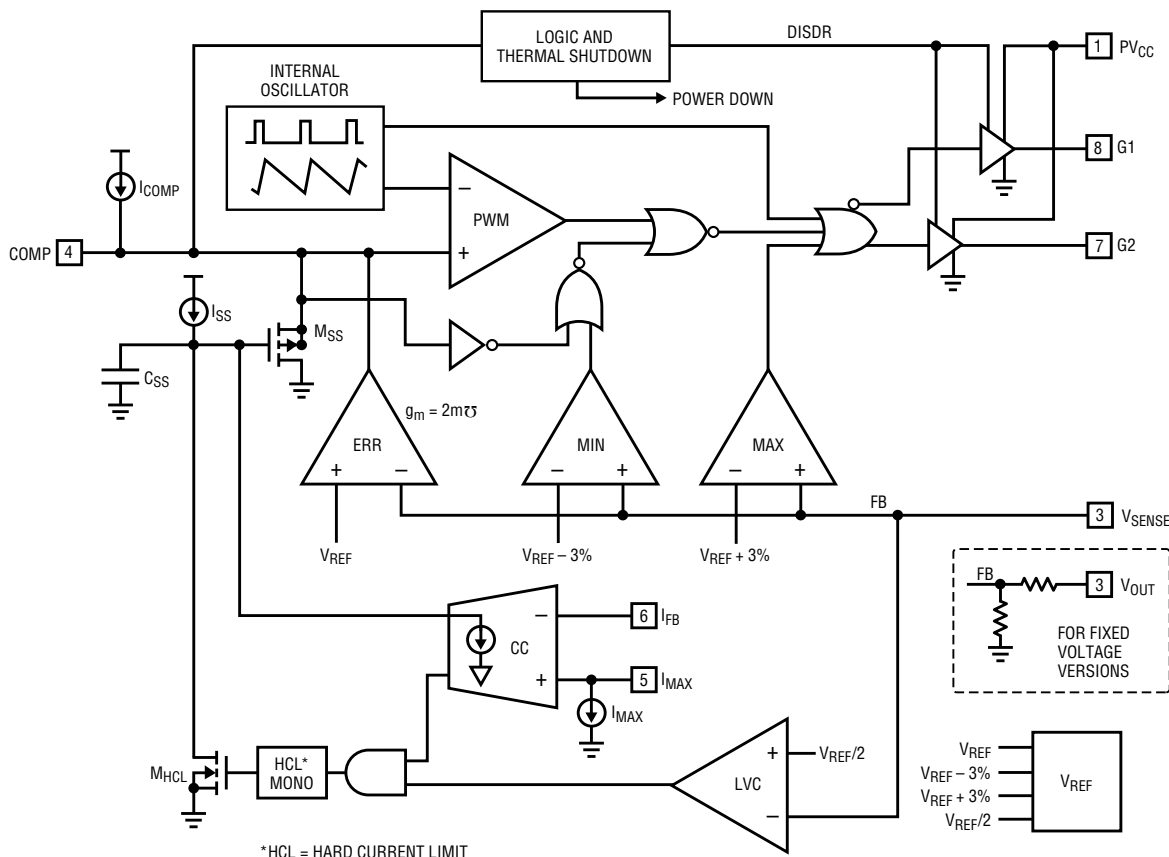 LOGIC AND
THERMAL SHUTDOWN
DISDR
1 PVCC
INTERNAL
OSCILLATOR
POWER DOWN
8 G1
ICOMP
PWM
−
+
COMP 4
7 G2
ISS
MSS
CSS
gm = 2m℧
ERR
+ −
MIN
− +
MAX
− +
FB
3 VSENSE
VREF
VREF – 3%
VREF + 3%
FB
3 VOUT
FOR FIXED
VOLTAGE
VERSIONS
−
6 IFB
CC
+
5 IMAX
IMAX
MHCL
HCL*
MONO
+
VREF/2
LVC
−
VREF
VREF – 3%
VREF + 3%
VREF/2
VREF
*HCL = HARD CURRENT LIMIT